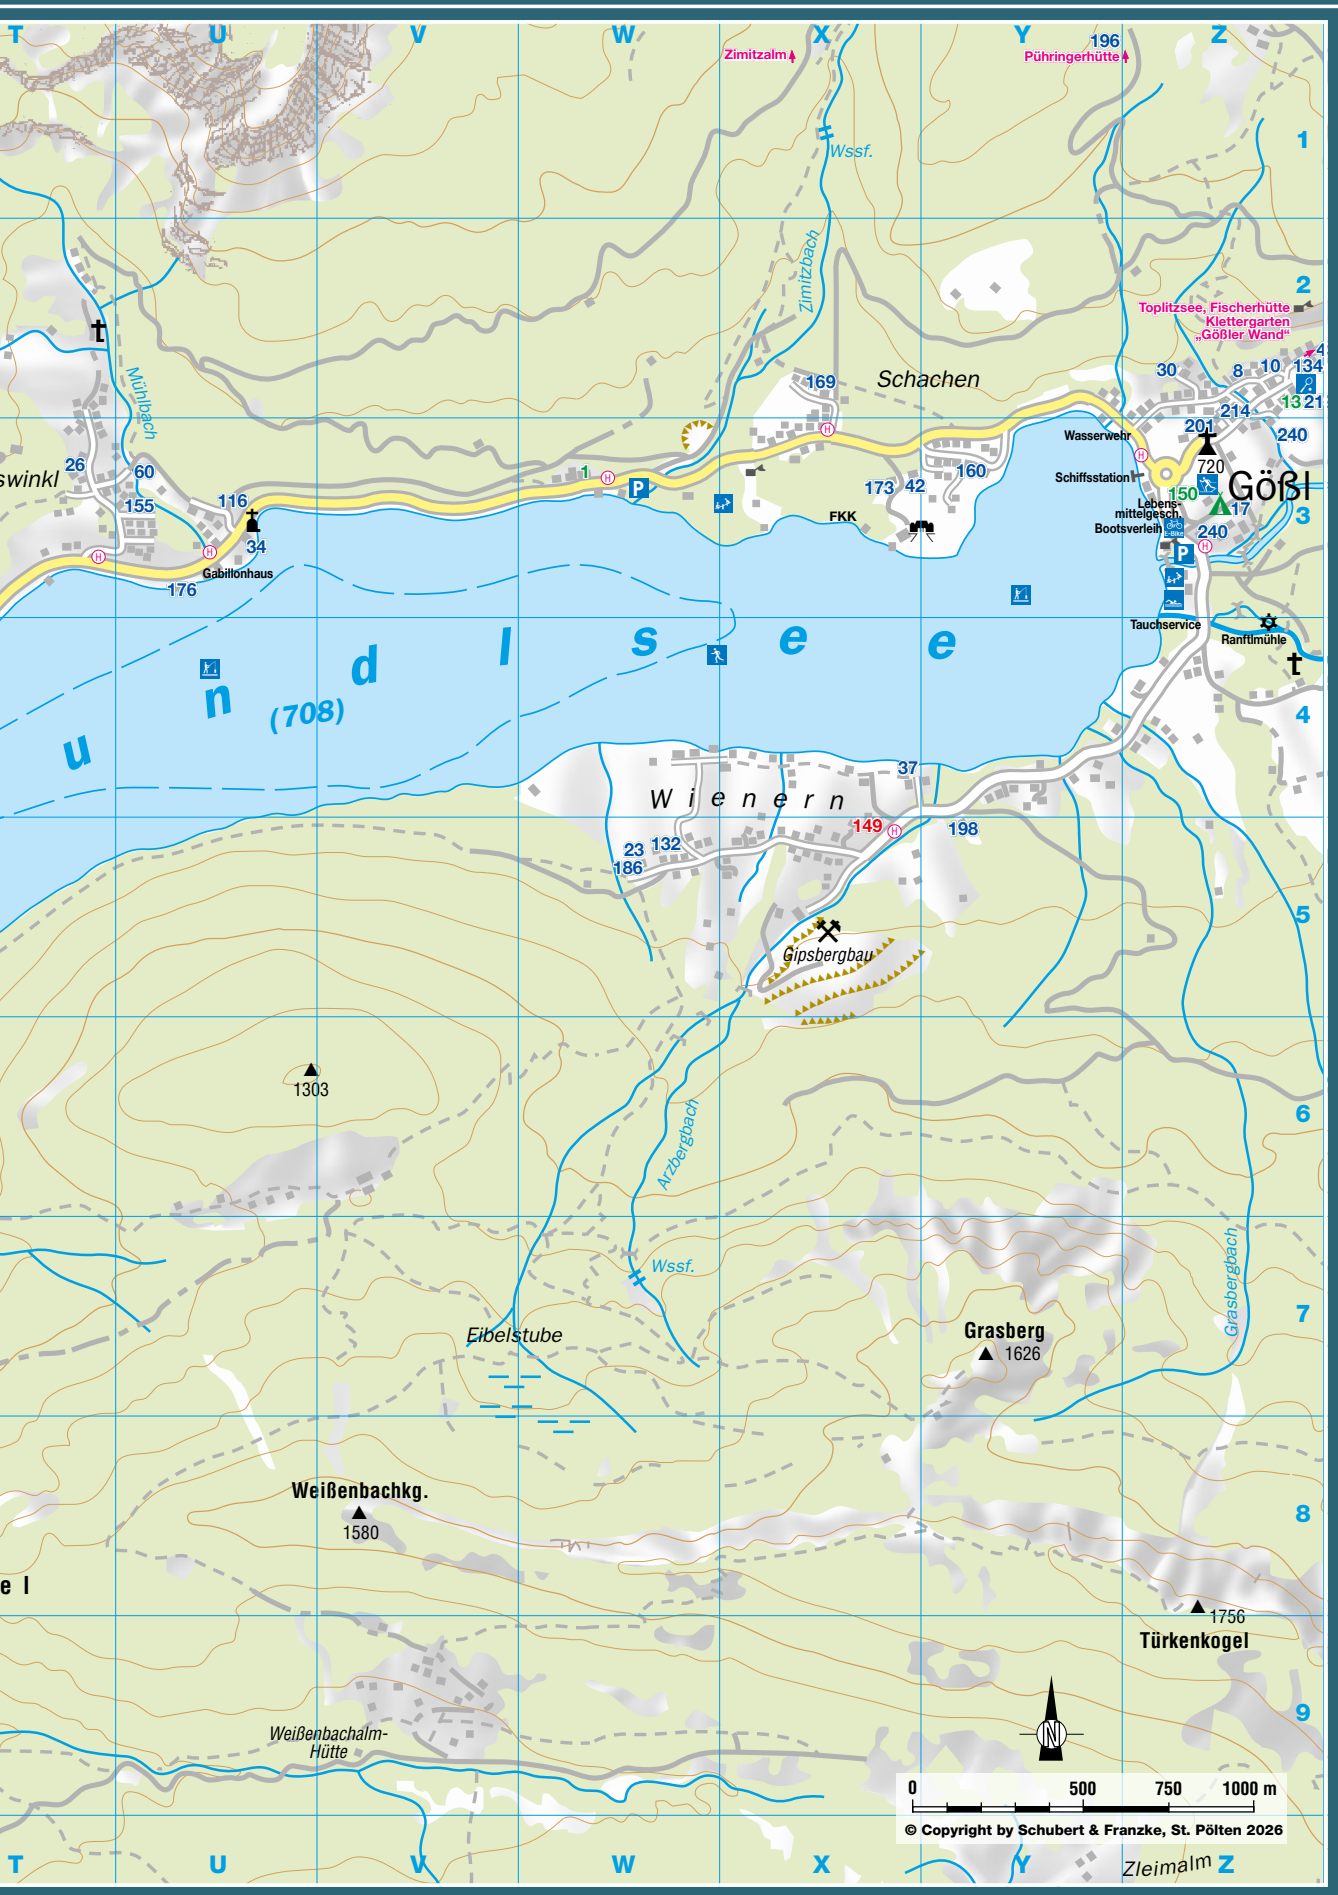 T U V W X Y Z
196
Zimitzalm
Pühringerhütte
1
Wssf.
Zimitzbach
2
Toplitzsee, Fischerhütte
Klettergarten
„Gößler Wand“
30
8
10
134
13
169
Schachen
214
Mühlbach
201
240
Wasserwehr
H
H
720
swinkl
26
60
1
H
160
Schiffsstation
Gößl
155
116
P
173
42
150
17
3
Lebens-
mittelgesch.
FKK
Bootsverleih
E-Bike
240
34
H
H
P
H
Gabillonhaus
176
Tauchservice
Ranftlmühle
u n d l s e e
(708)
4
37
Wienern
149
H
198
23
132
186
5
Gipsbergbau
1303
6
Arzbergbach
Wssf.
Grasbergbach
7
Eibelstube
Grasberg
1626
Weißenbachkg.
1580
8
e l
1756
Türkenkogel
9
Weißenbachalm-
Hütte
N
0 500 750 1000 m
© Copyright by Schubert & Franzke, St. Pölten 2026
T U V W X Y Z
Zleimalm